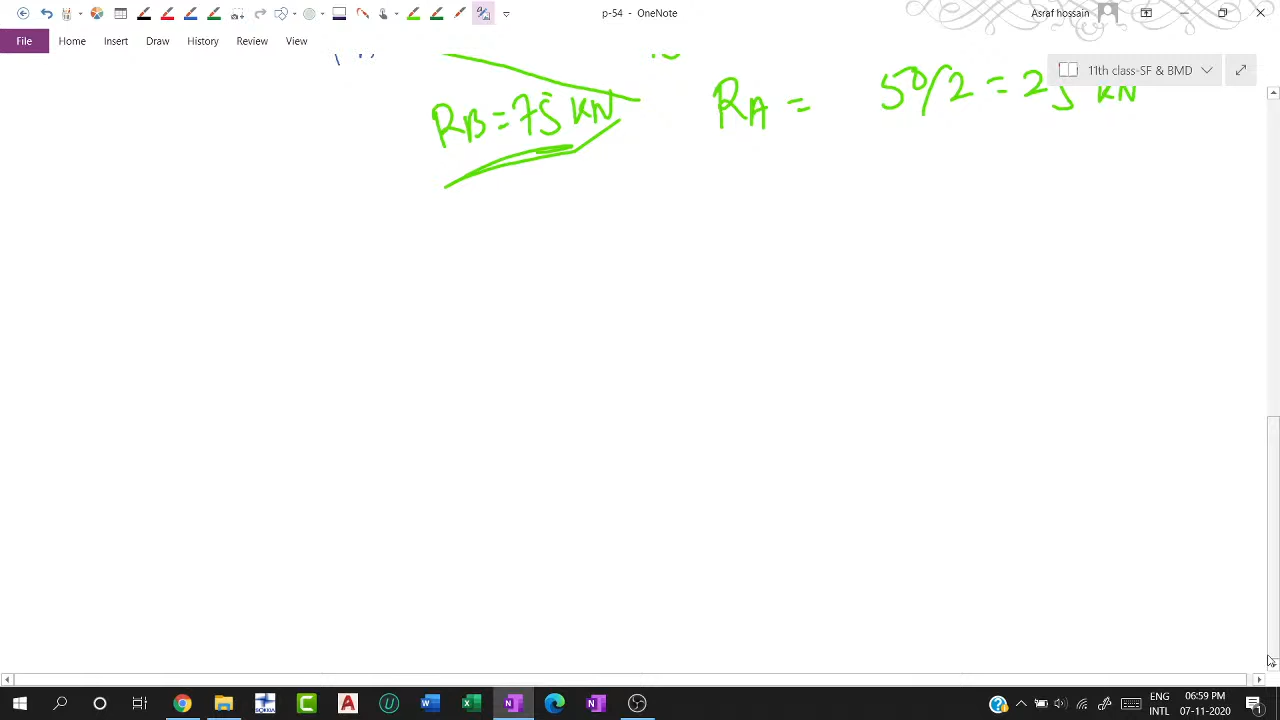 p-54 - OneNote
Asraf hossain
File Home Insert Draw History Review View
11th class-SF & BMD
RB = 75 KN
RA = 50/2 = 25 KN
ENG
INTL
06:59 PM
07-11-2020